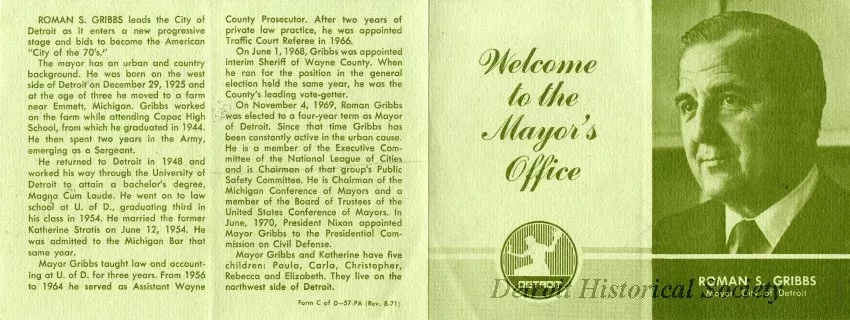 ROMAN S. GRIBBS leads the City of
Detroit as it enters a new progressive
stage and bids to become the American
"City of the 70's."
The mayor has an urban and country
background. He was born on the west
side of Detroit on December 29, 1925 and
at the age of three he moved to a farm
near Emmett, Michigan. Gribbs worked
on the farm while attending Capac High
School, from which he graduated in 1944.
He then spent two years in the Army,
emerging as a Sergeant.
He returned to Detroit in 1948 and
worked his way through the University of
Detroit to attain a bachelor's degree,
Magna Cum Laude. He went on to law
school at U. of D., graduating third in
his class in 1954. He married the former
Katherine Stratis on June 12, 1954. He
was admitted to the Michigan Bar that
same year.
Mayor Gribbs taught law and account-
ing at U. of D. for three years. From 1956
to 1964 he served as Assistant Wayne
County Prosecutor. After two years of
private law practice, he was appointed
Traffic Court Referee in 1966.
On June 1, 1968, Gribbs was appointed
interim Sheriff of Wayne County. When
he ran for the position in the general
election held the same year, he was the
County's leading vote-getter.
On November 4, 1969, Roman Gribbs
was elected to a four-year term as Mayor
of Detroit. Since that time Gribbs has
been constantly active in the urban cause.
He is a member of the Executive Com-
mittee of the National League of Cities
and is Chairman of that group's Public
Safety Committee. He is Chairman of the
Michigan Conference of Mayors and a
member of the Board of Trustees of the
United States Conference of Mayors. In
June, 1970, President Nixon appointed
Mayor Gribbs to the Presidential Com-
mission on Civil Defense.
Mayor Gribbs and Katherine have five
children: Paula, Carla, Christopher,
Rebecca and Elizabeth. They live on the
northwest side of Detroit.
Form C of D-57-PA (Rev. 8-71)
Welcome
to the
Mayor's
Office
DETROIT
ROMAN S. GRIBBS
Mayor City of Detroit
Detroit Historical Society